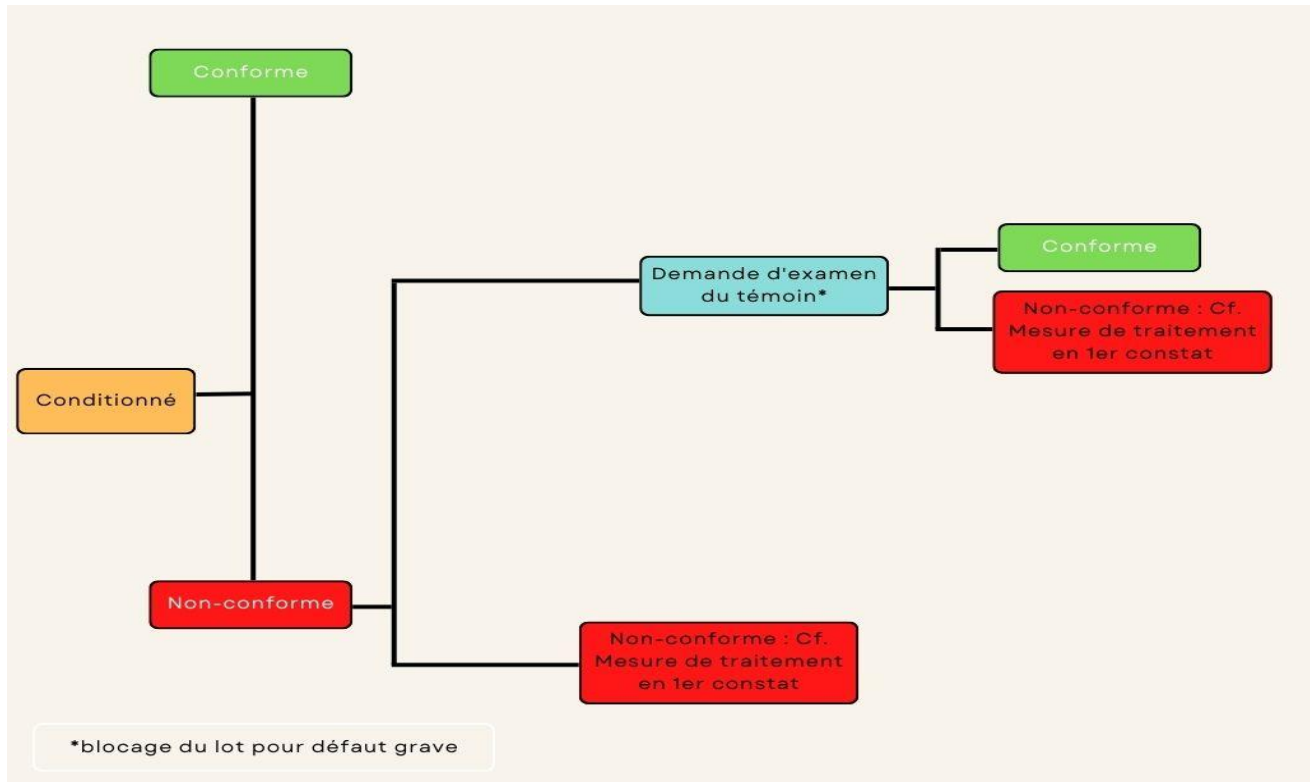 Conforme
Demande d'examen
du témoin*
Conforme
Non-conforme : Cf.
Mesure de traitement
en 1er constat
Conditionné
Non-conforme
Non-conforme : Cf.
Mesure de traitement
en 1er constat
*blocage du lot pour défaut grave